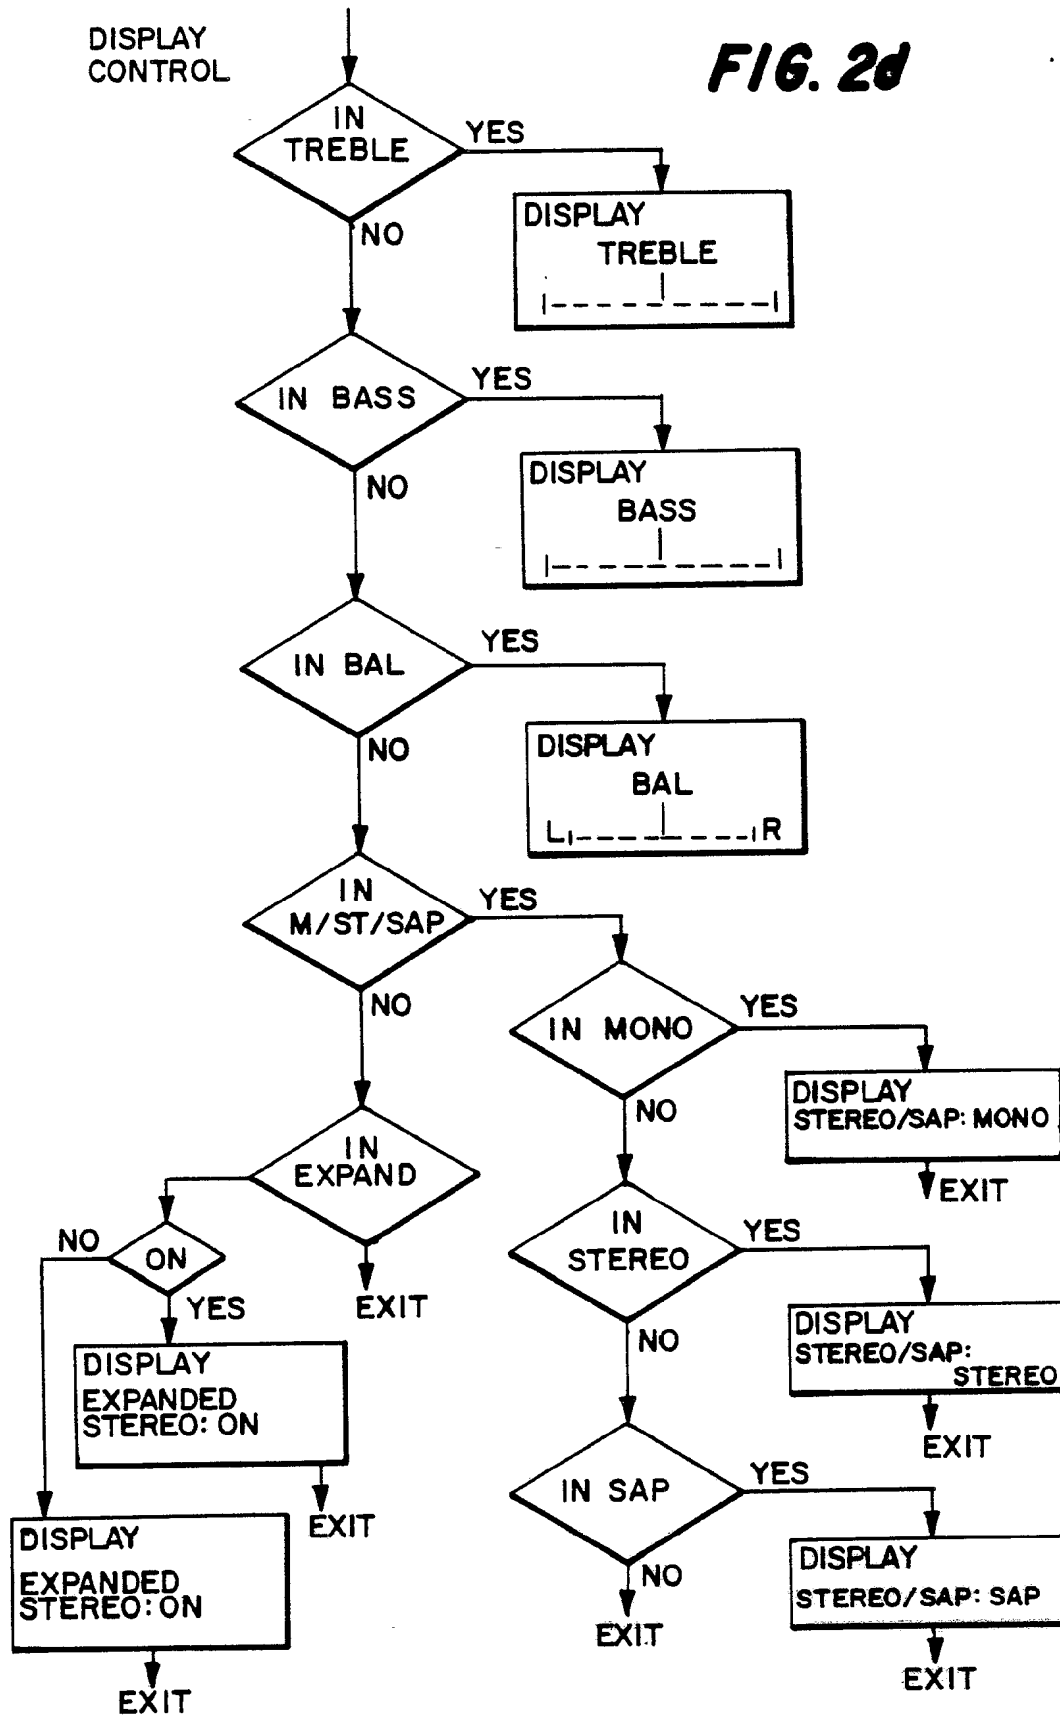 DISPLAY
CONTROL
FIG. 2d
IN
TREBLE
YES
NO
DISPLAY
TREBLE
IN BASS
YES
NO
DISPLAY
BASS
IN BAL
YES
NO
DISPLAY
BAL
L R
IN
M/ST/SAP
YES
NO
IN MONO
YES
NO
DISPLAY
STEREO/SAP: MONO
EXIT
IN
EXPAND
EXIT
IN
STEREO
YES
NO
DISPLAY
STEREO/SAP:
STEREO
EXIT
ON
NO
YES
DISPLAY
EXPANDED
STEREO: ON
EXIT
DISPLAY
EXPANDED
STEREO: ON
EXIT
IN SAP
YES
NO
EXIT
DISPLAY
STEREO/SAP: SAP
EXIT